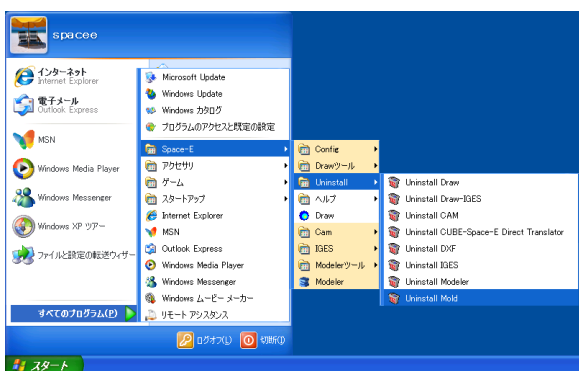 spacee
インターネット
Internet Explorer
電子メール
Outlook Express
MSN
Windows Media Player
Windows Messenger
Windows XP ツアー
ファイルと設定の転送ウィザー
すべてのプログラム(P)
Microsoft Update
Windows Update
Windows カタログ
プログラムのアクセスと既定の設定
Space-E
アクセサリ
ゲーム
スタートアップ
Internet Explorer
MSN
Outlook Express
Windows Media Player
Windows Messenger
Windows ムービー メーカー
リモート アシスタンス
Config
Drawツール
Uninstall
ヘルプ
Draw
Cam
IGES
Modelerツール
Modeler
Uninstall Draw
Uninstall Draw-IGES
Uninstall CAM
Uninstall CUBE-Space-E Direct Translator
Uninstall DXF
Uninstall IGES
Uninstall Modeler
Uninstall Mold
ログオフ(L)
切断(D)
スタート